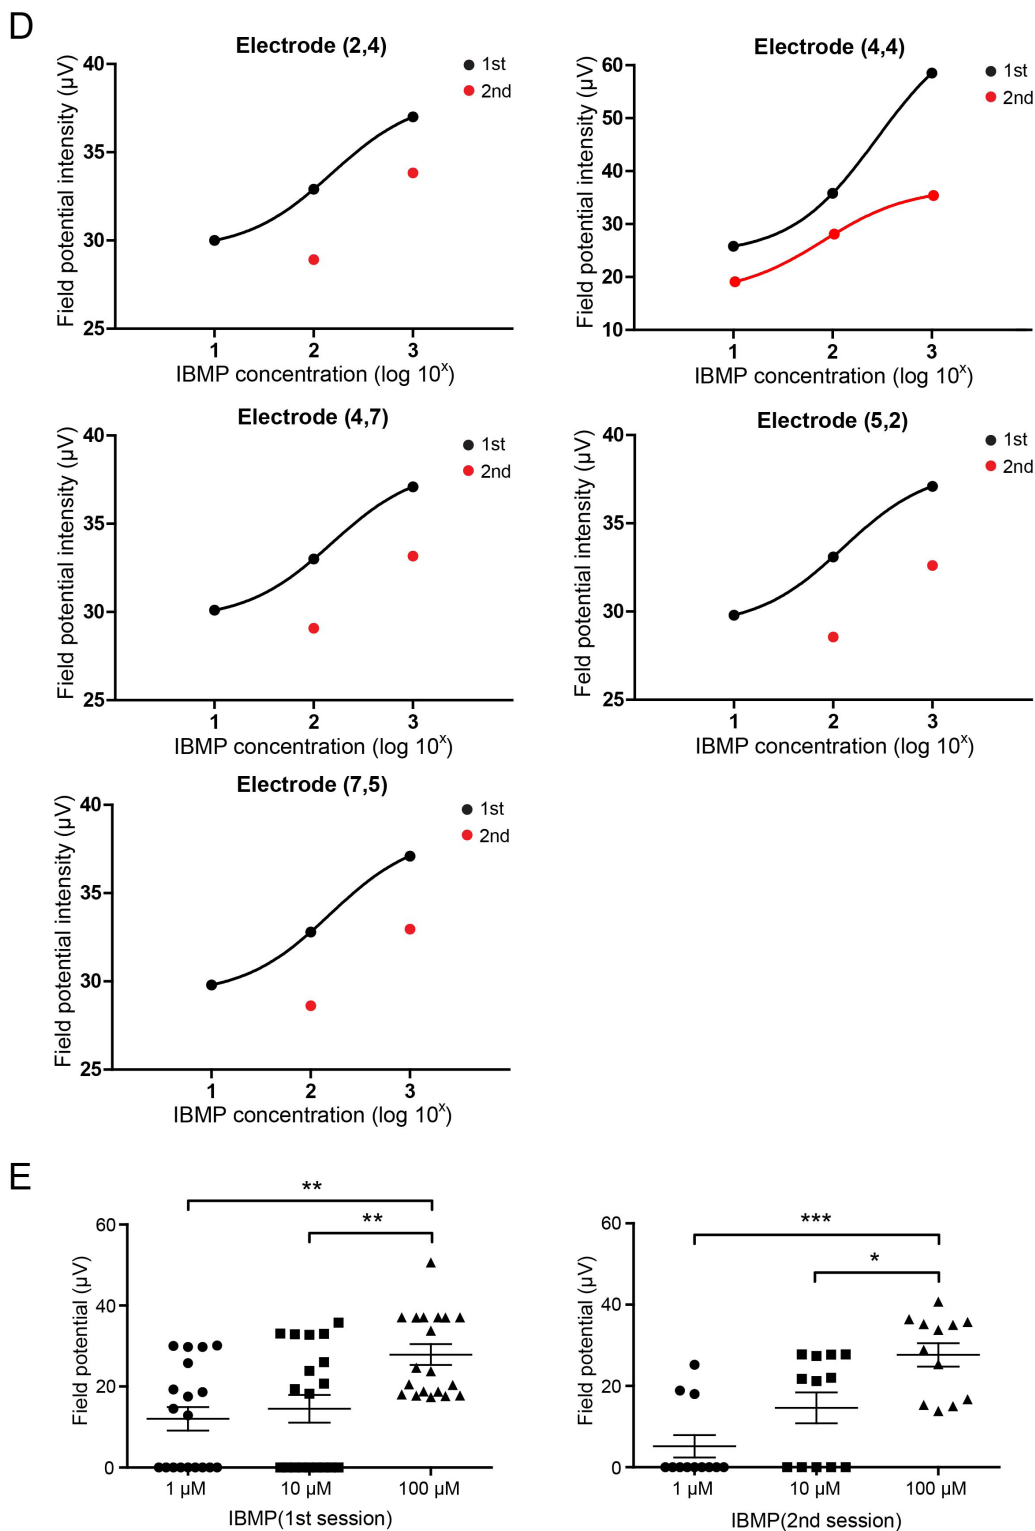 D
Electrode (2,4)
Field potential intensity (µV)
40
35
30
25
1 2 3
IBMP concentration (log 10ˣ)
1st
2nd
Electrode (4,4)
Field potential intensity (µV)
60
50
40
30
20
10
1 2 3
IBMP concentration (log 10ˣ)
1st
2nd
Electrode (4,7)
Field potential intensity (µV)
40
35
30
25
1 2 3
IBMP concentration (log 10ˣ)
1st
2nd
Electrode (5,2)
Feld potential intensity (µV)
40
35
30
25
1 2 3
IBMP concentration (log 10ˣ)
1st
2nd
Electrode (7,5)
Field potential intensity (µV)
40
35
30
25
1 2 3
IBMP concentration (log 10ˣ)
1st
2nd
E
**
**
Field potential (µV)
60
40
20
0
1 µM 10 µM 100 µM
IBMP(1st session)
***
*
Field potential (µV)
60
40
20
0
1 µM 10 µM 100 µM
IBMP(2nd session)